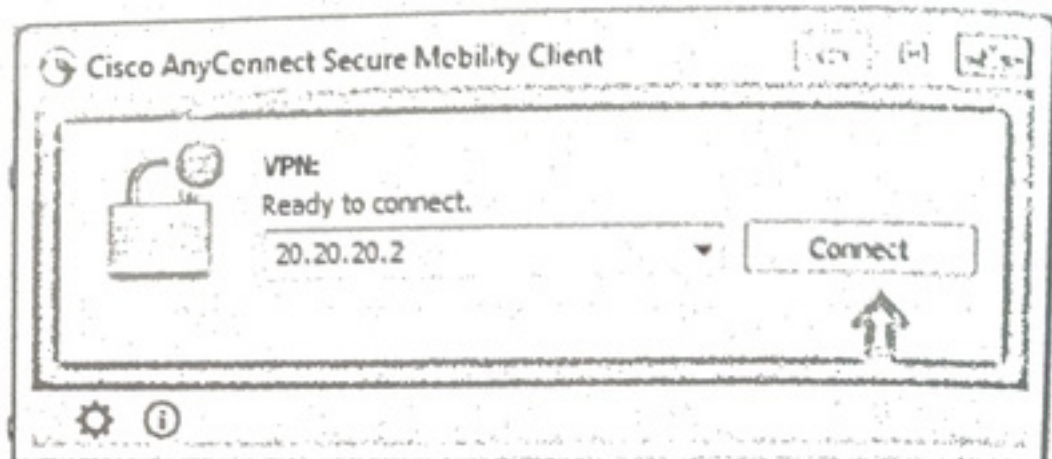 Cisco AnyConnect Secure Mobility Client
VPN:
Ready to connect.
20.20.20.2
Connect